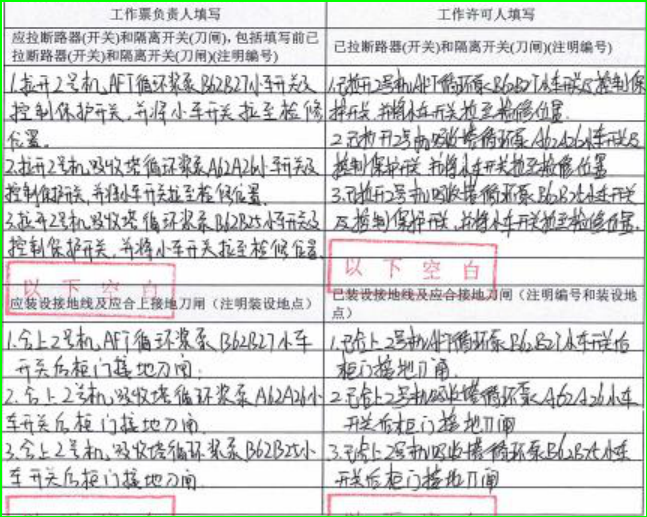 工作票负责人填写
应拉断路器(开关)和隔离开关(刀闸),包括填写前已
拉断路器(开关)和隔离开关(刀闸)(注明编号)
1.拉开2号机、AFT循环浆泵B62B27小车开关及
控制保护开关,并将小车开关拉至检修
位置。
2.拉开2号机、吸收塔循环浆泵A62A26小车开关及
控制保护开关,并将小车开关拉至检修位置.
3.拉开2号机、吸收塔循环浆泵B62B25小车开关及
控制保护开关,并将小车开关拉至检修位置.
以下空白
应装设接地线及应合上接地刀闸(注明装设地点)
1.合上2号机、AFT循环浆泵B62B27小车
开关后柜门接地刀闸.
2.合上2号机、吸收塔循环浆泵A62A26小
车开关后柜门接地刀闸.
3.合上2号机、吸收塔循环浆泵B62B25小
车开关后柜门接地刀闸.
工作许可人填写
已拉断路器(开关)和隔离开关(刀闸)(注明编号)
1.已拉开2号机AFT循环泵B62B27小车开关及控制保
护开关,并将小车开关拉至检修位置.
2.已拉开2号机吸收塔循环泵A62A26小车开关及
控制保护开关,并将小车开关拉至检修位置
3.已拉开2号机吸收塔循环泵B62B25小车开关
及控制保护开关,并将小车开关拉至检修位置.
以下空白
已装设接地线及应合接地刀闸(注明编号和装设地
点)
1.已合上2号机AFT循环泵B62B27小车开关后
柜门接地刀闸.
2.已合上2号机吸收塔循环泵A62A26小车
开关后柜门接地刀闸
3.已合上2号机吸收塔循环泵B62B25小车
开关后柜门接地刀闸